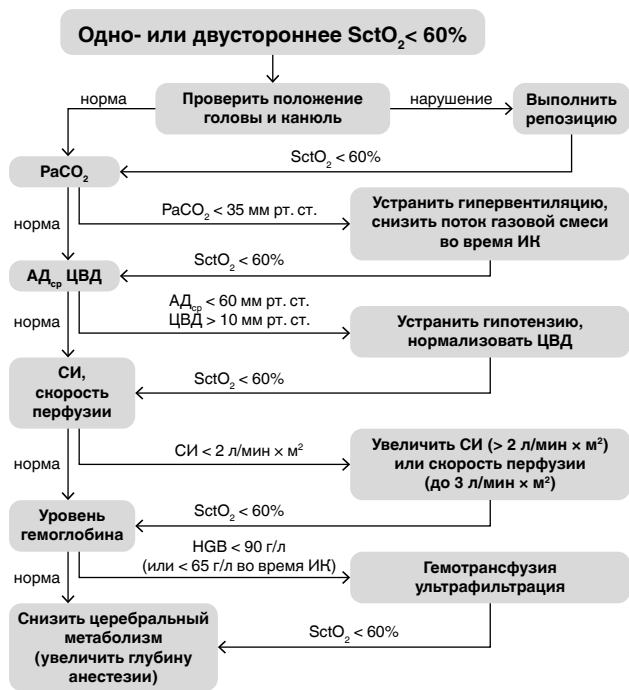 Одно- или двустороннее SctO₂< 60%
норма
Проверить положение
головы и канюль
нарушение
Выполнить
репозицию
SctO₂ < 60%
PaCO₂
PaCO₂ < 35 мм рт. ст.
Устранить гипервентиляцию,
снизить поток газовой смеси
во время ИК
норма
SctO₂ < 60%
АДср ЦВД
АДср < 60 мм рт. ст.
ЦВД > 10 мм рт. ст.
Устранить гипотензию,
нормализовать ЦВД
норма
SctO₂ < 60%
СИ,
скорость
перфузии
СИ < 2 л/мин × м²
Увеличить СИ (> 2 л/мин × м²)
или скорость перфузии
(до 3 л/мин × м²)
норма
SctO₂ < 60%
Уровень
гемоглобина
HGB < 90 г/л
(или < 65 г/л во время ИК)
Гемотрансфузия
ультрафильтрация
норма
Снизить церебральный
метаболизм
(увеличить глубину
анестезии)
SctO₂ < 60%